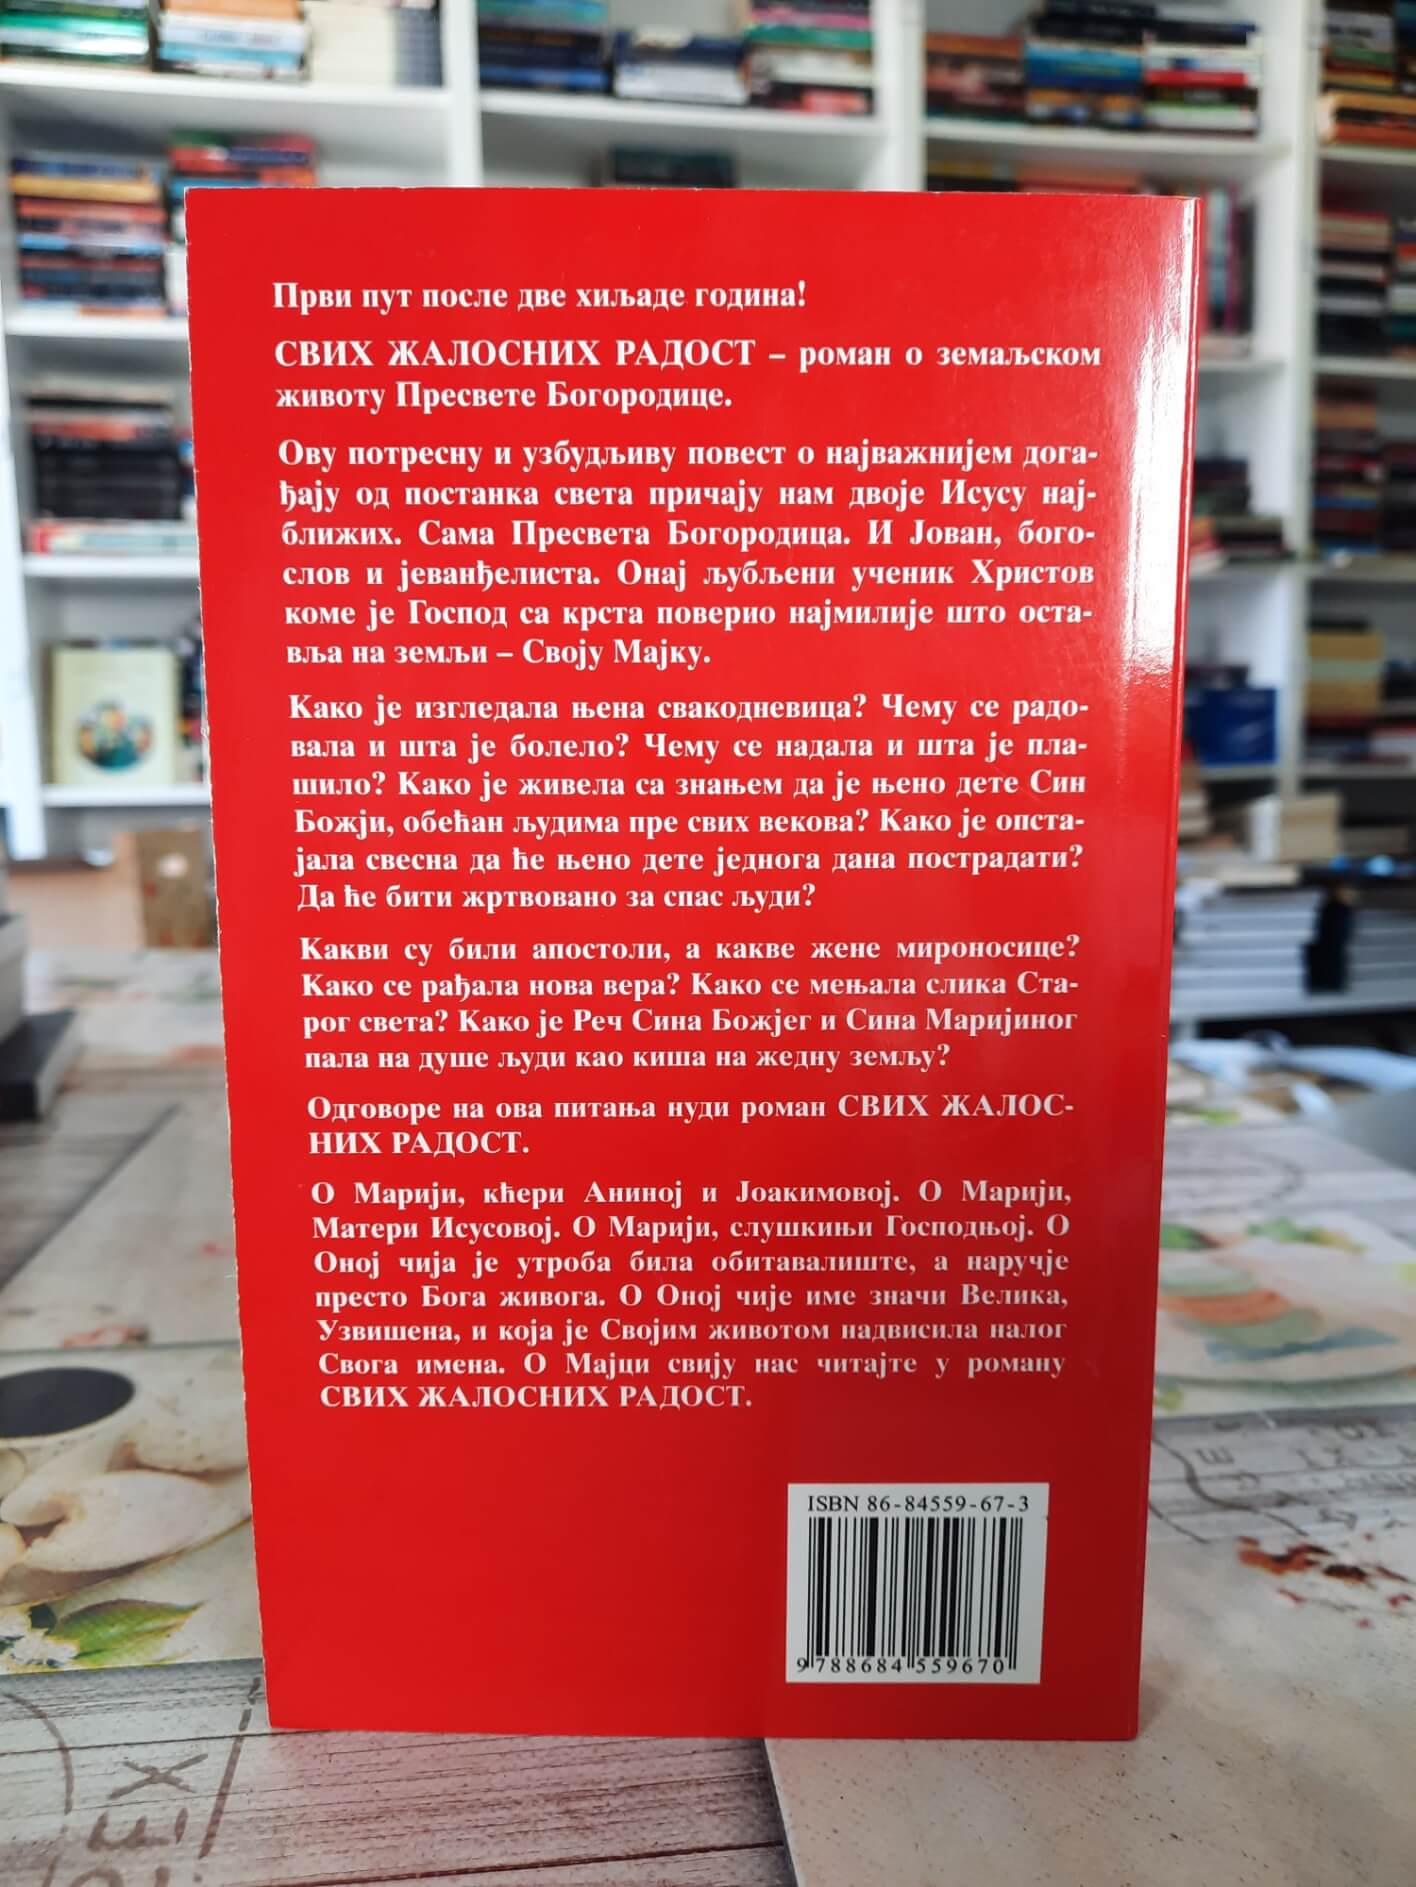 Први пут после две хиљаде година!
СВИХ ЖАЛОСНИХ РАДОСТ – роман о земаљском
животу Пресвете Богородице.
Ову потресну и узбудљиву повест о најважнијем дога-
ђају од постанка света причају нам двоје Исусу нај-
ближих. Сама Пресвета Богородица. И Јован, бого-
слов и јеванђелиста. Онај љубљени ученик Христов
коме је Господ са крста поверио најмилије што оста-
вља на земљи – Своју Мајку.
Како је изгледала њена свакодневица? Чему се радо-
вала и шта је болело? Чему се надала и шта је пла-
шило? Како је живела са знањем да је њено дете Син
Божји, обећан људима пре свих векова? Како је опста-
јала свесна да ће њено дете једнога дана пострадати?
Да ће бити жртвовано за спас људи?
Какви су били апостоли, а какве жене мироносице?
Како се рађала нова вера? Како се мењала слика Ста-
рог света? Како је Реч Сина Божјег и Сина Маријиног
пала на душе људи као киша на жедну земљу?
Одговоре на ова питања нуди роман СВИХ ЖАЛОС-
НИХ РАДОСТ.
О Марији, кћери Аниној и Јоакимовој. О Марији,
Матери Исусовој. О Марији, слушкињи Господњој. О
Оној чија је утроба била обитавалиште, а наручје
престо Бога живога. О Оној чије име значи Велика,
Узвишена, и која је Својим животом надвисила налог
Свога имена. О Мајци свију нас читајте у роману
СВИХ ЖАЛОСНИХ РАДОСТ.
ISBN 86-84559-67-3
9 788684 559670